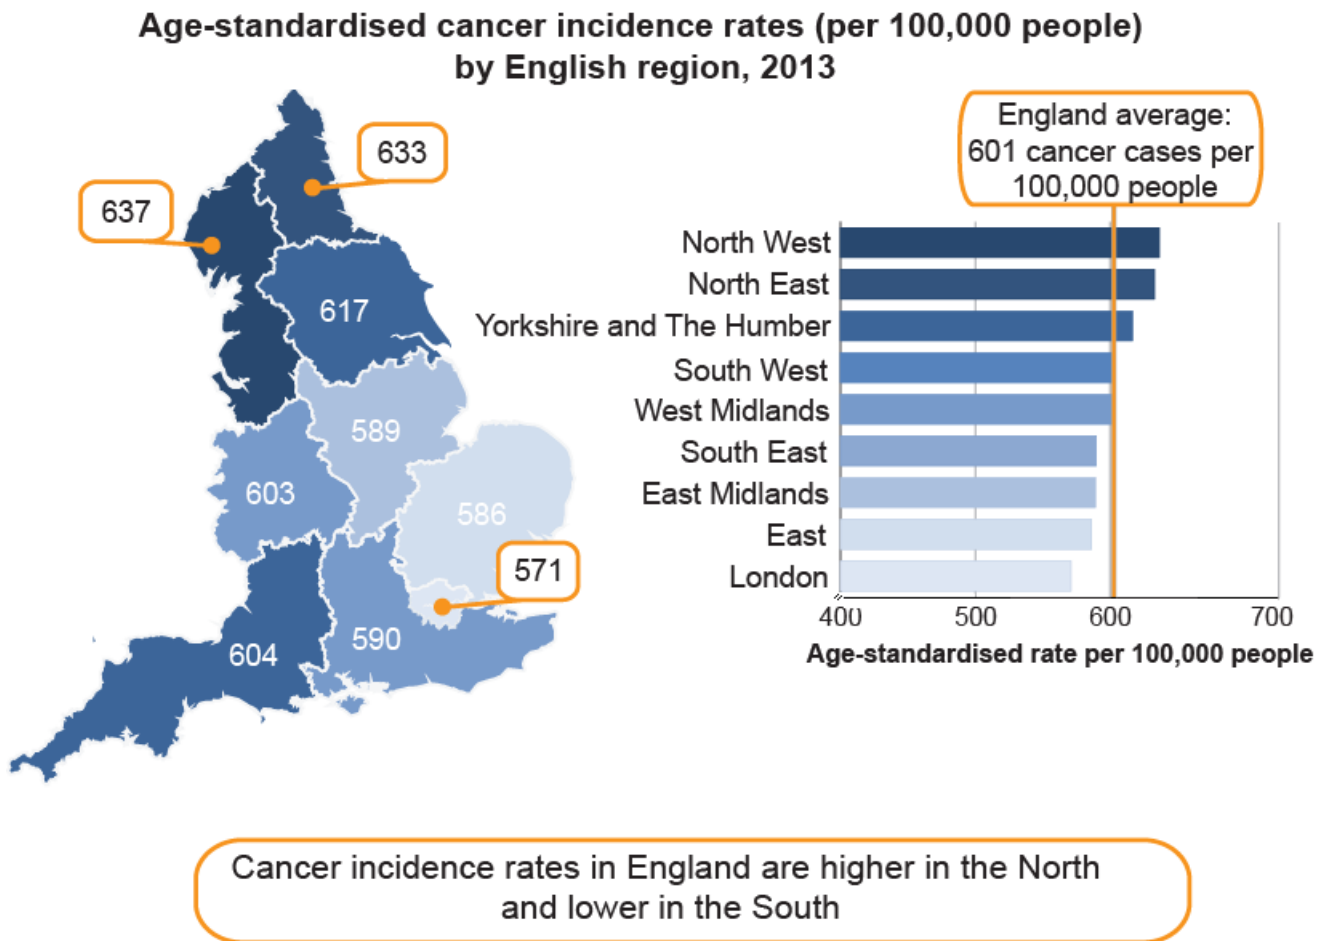 Age-standardised cancer incidence rates (per 100,000 people)
by English region, 2013
633
637
617
589
603
586
571
604
590
England average:
601 cancer cases per
100,000 people
North West
North East
Yorkshire and The Humber
South West
West Midlands
South East
East Midlands
East
London
400 500 600 700
Age-standardised rate per 100,000 people
Cancer incidence rates in England are higher in the North
and lower in the South